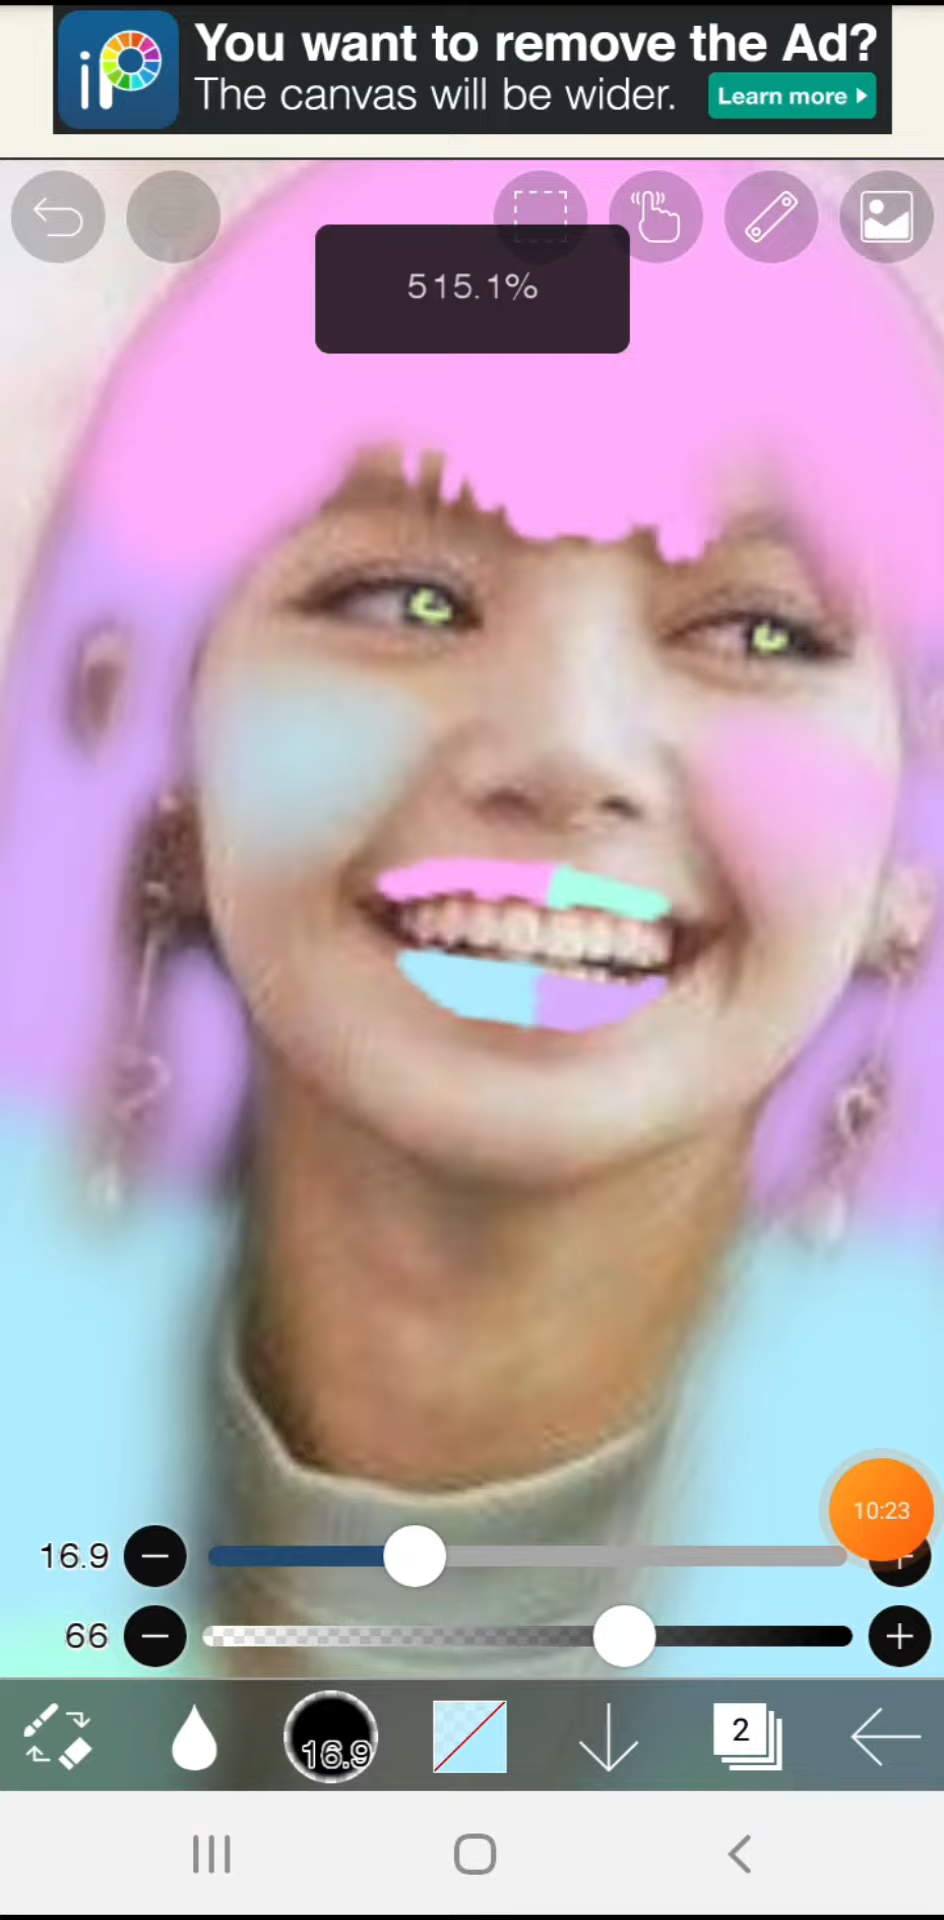 iP
You want to remove the Ad?
The canvas will be wider.
Learn more
515.1%
10:23
16.9
66
16.9
2